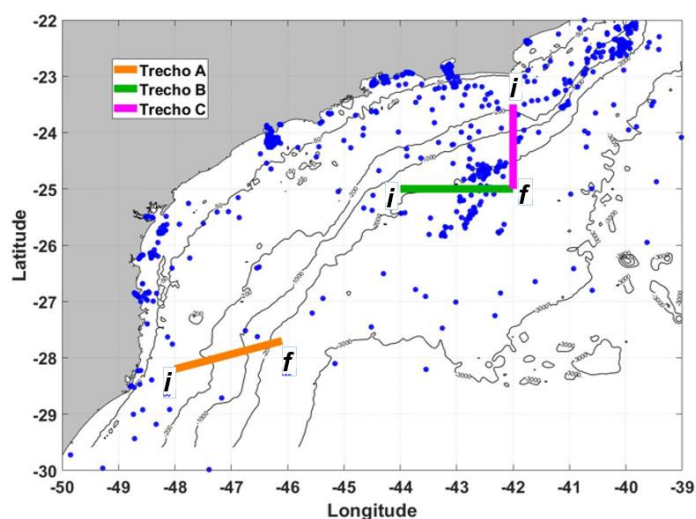 -22
-23
-24
-25
-26
-27
-28
-29
-30
Latitude
Trecho A
Trecho B
Trecho C
i
i
f
i
f
-50 -49 -48 -47 -46 -45 -44 -43 -42 -41 -40 -39
Longitude